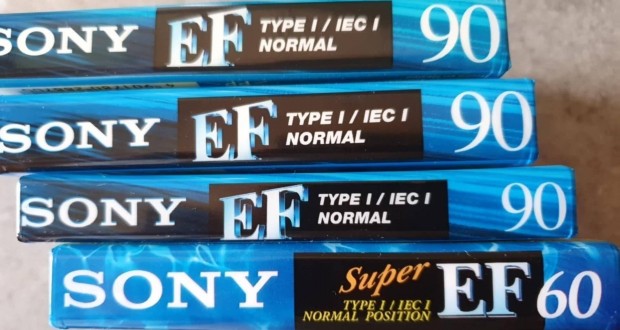 SONY EF TYPE I / IEC I NORMAL 90
SONY EF TYPE I / IEC I NORMAL 90
SONY EF TYPE I / IEC I NORMAL 90
SONY Super EF 60
TYPE I / IEC I
NORMAL POSITION